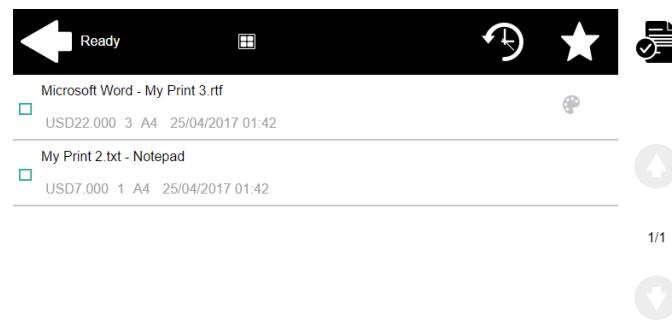 Ready
Microsoft Word - My Print 3.rtf
USD22.000 3 A4 25/04/2017 01:42
My Print 2.txt - Notepad
USD7.000 1 A4 25/04/2017 01:42
1/1